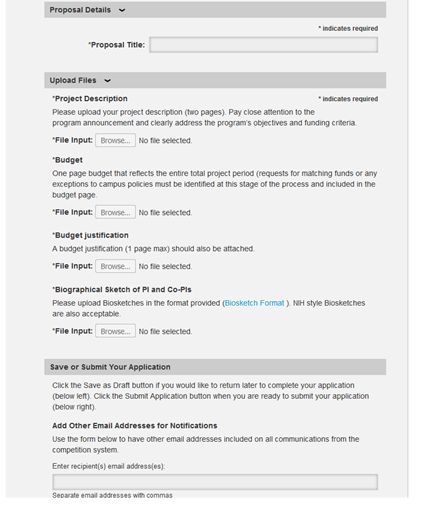 Proposal Details
* indicates required
*Proposal Title:
Upload Files
*Project Description
* indicates required
Please upload your project description (two pages). Pay close attention to the
program announcement and clearly address the program's objectives and funding criteria.
*File Input: Browse... No file selected.
*Budget
One page budget that reflects the entire total project period (requests for matching funds or any
exceptions to campus policies must be identified at this stage of the process and included in the
budget page.
*File Input: Browse... No file selected.
*Budget justification
A budget justification (1 page max) should also be attached.
*File Input: Browse... No file selected.
*Biographical Sketch of PI and Co-PIs
Please upload Biosketches in the format provided (Biosketch Format ). NIH style Biosketches
are also acceptable.
*File Input: Browse... No file selected.
Save or Submit Your Application
Click the Save as Draft button if you would like to return later to complete your application
(below left). Click the Submit Application button when you are ready to submit your application
(below right).
Add Other Email Addresses for Notifications
Use the form below to have other email addresses included on all communications from the
competition system.
Enter recipient(s) email address(es):
Separate email addresses with commas